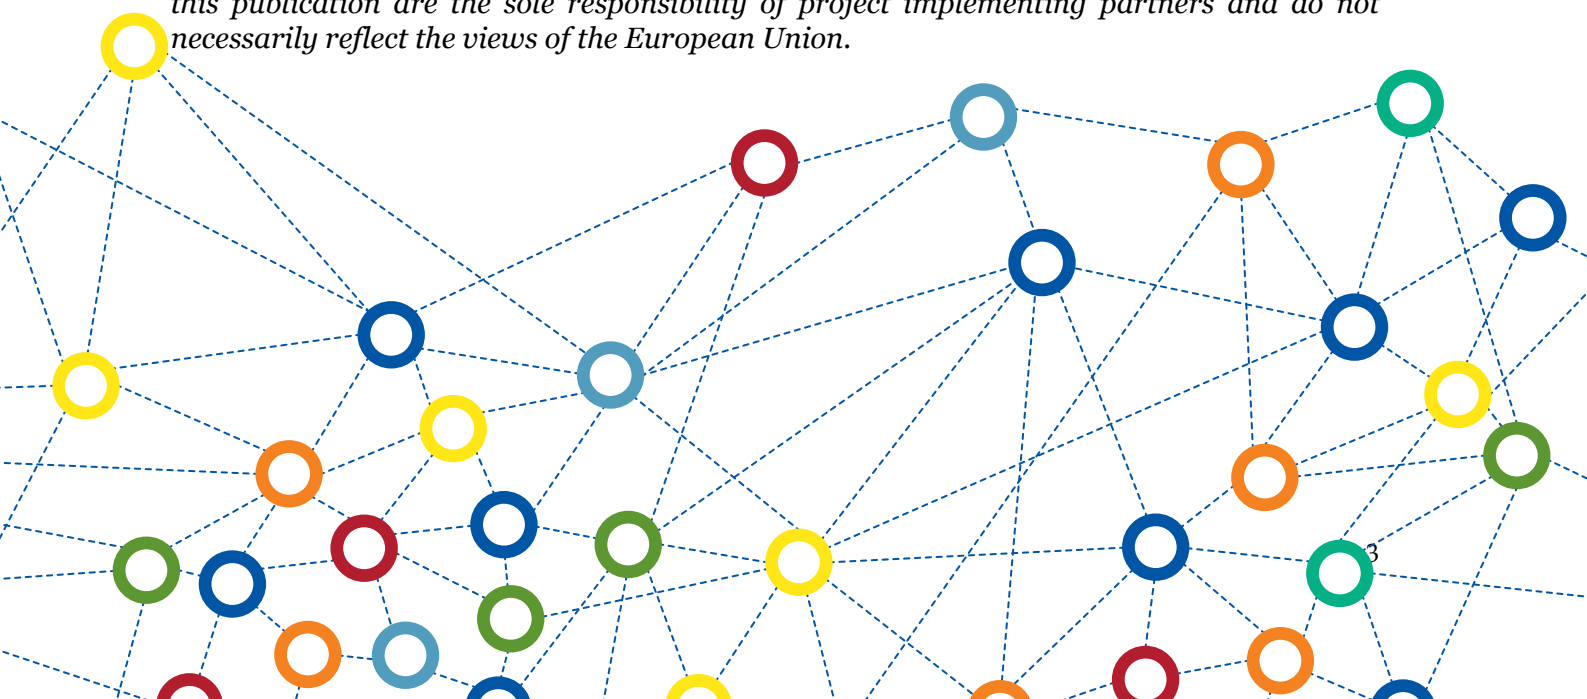 this publication are the sole responsibility of project implementing partners and do not
necessarily reflect the views of the European Union.
3